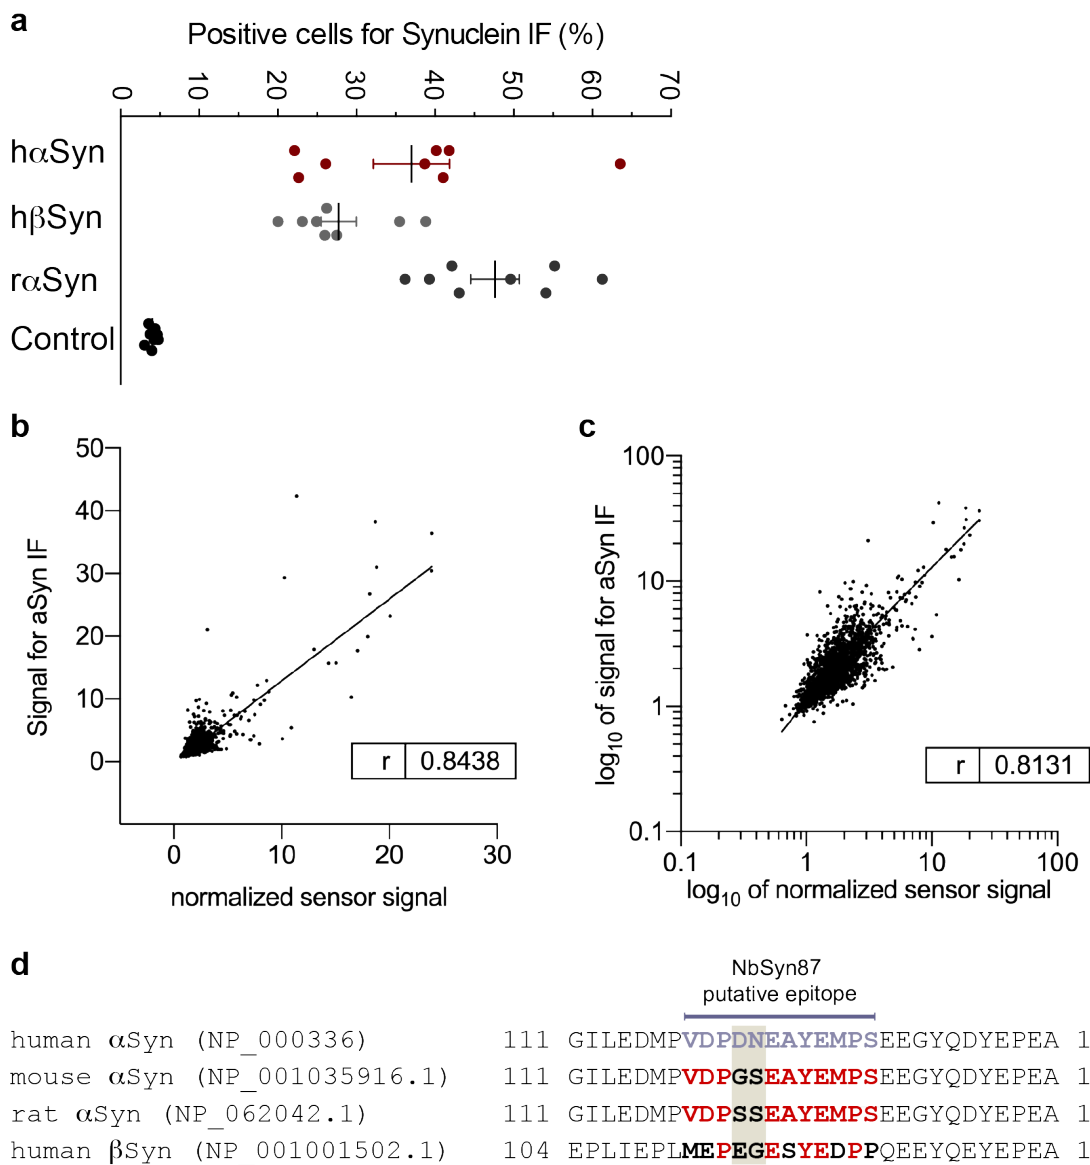 a
Positive cells for Synuclein IF (%)
0 10 20 30 40 50 60 70
hαSyn
hβSyn
rαSyn
Control
b
50
40
30
20
10
0
Signal for aSyn IF
r 0.8438
0 10 20 30
normalized sensor signal
c
100
10
1
0.1
log10 of signal for aSyn IF
r 0.8131
0.1 1 10 100
log10 of normalized sensor signal
d
NbSyn87
putative epitope
human αSyn (NP_000336) 111 GILEDMPVDPDNEAYEMPSEEGYQDYEPEA 1
mouse αSyn (NP_001035916.1) 111 GILEDMPVDPGSEAYEMPSEEGYQDYEPEA 1
rat αSyn (NP_062042.1) 111 GILEDMPVDPSSEAYEMPSEEGYQDYEPEA 1
human βSyn (NP_001001502.1) 104 EPLIEPLMEPEGESYEDPPQEEYQEYEPEA 1